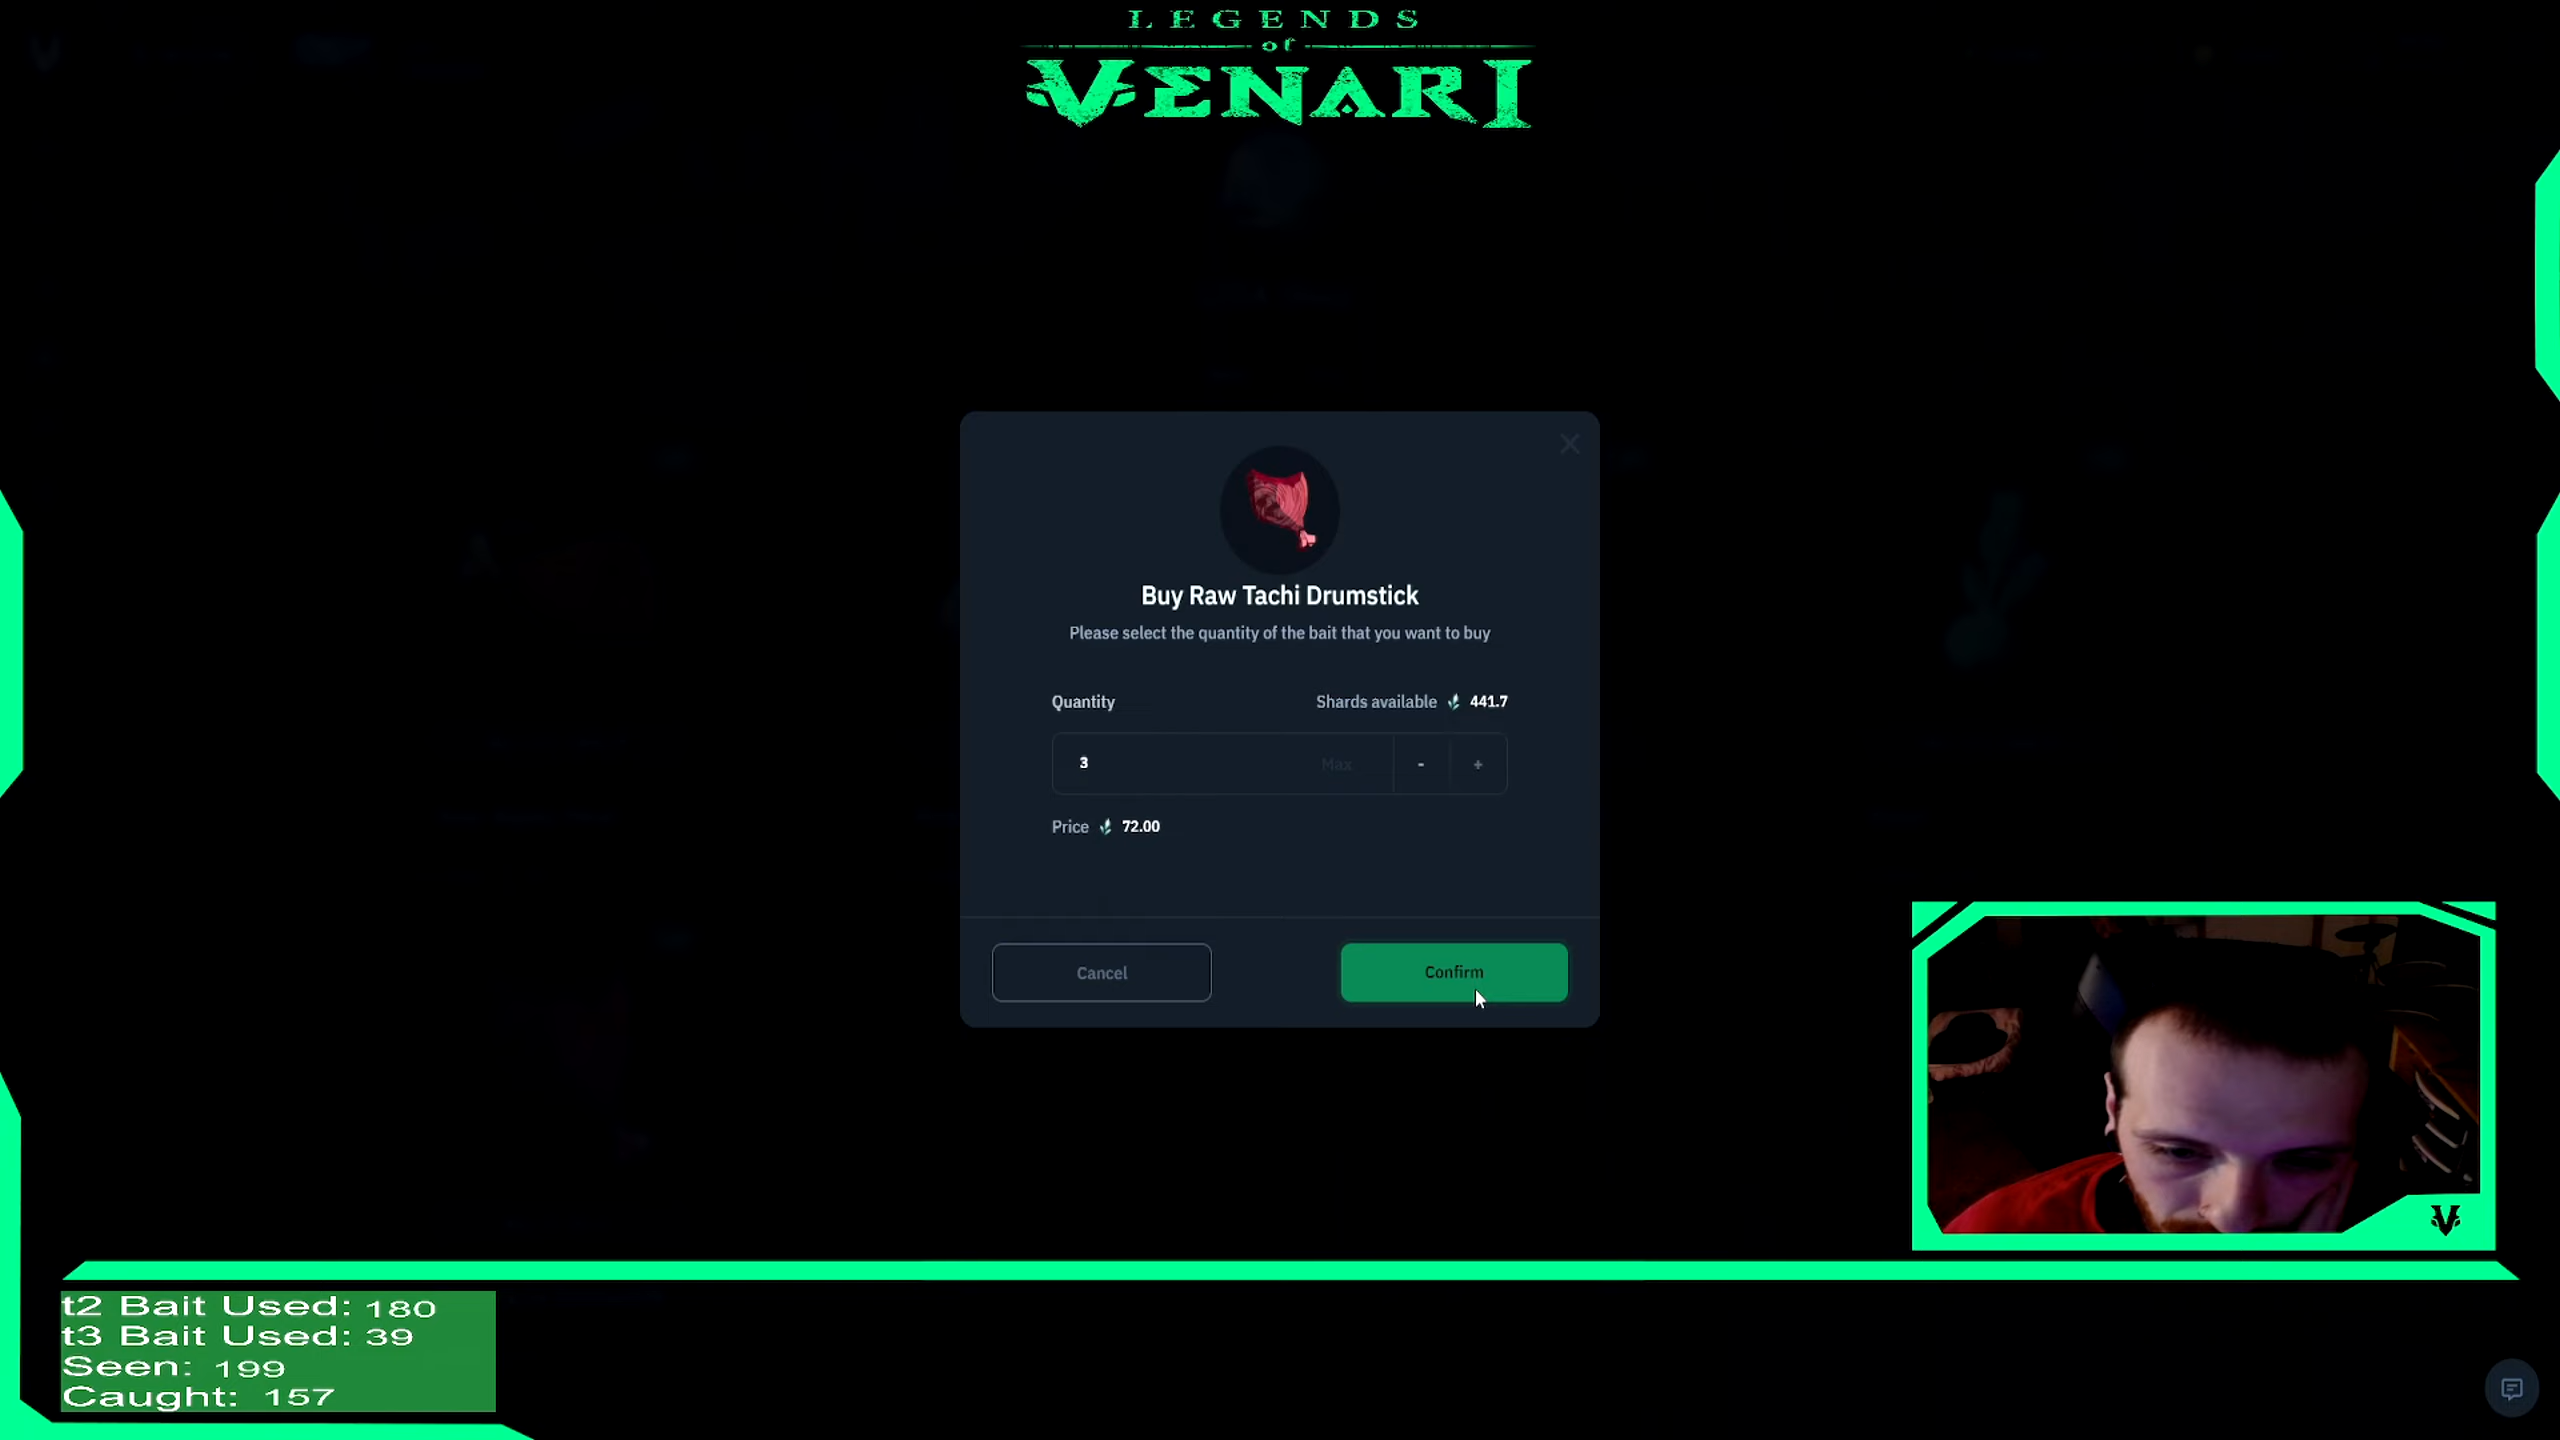 LEGENDS
of
VENARI
Buy Raw Tachi Drumstick
Please select the quantity of the bait that you want to buy
Quantity Shards available 441.7
3 Max - +
Price 72.00
Cancel Confirm
t2 Bait Used: 180
t3 Bait Used: 39
Seen: 199
Caught: 157